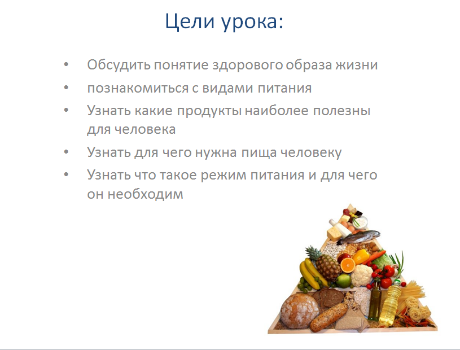 Цели урока:
• Обсудить понятие здорового образа жизни
• познакомиться с видами питания
• Узнать какие продукты наиболее полезны
для человека
• Узнать для чего нужна пища человеку
• Узнать что такое режим питания и для чего
он необходим